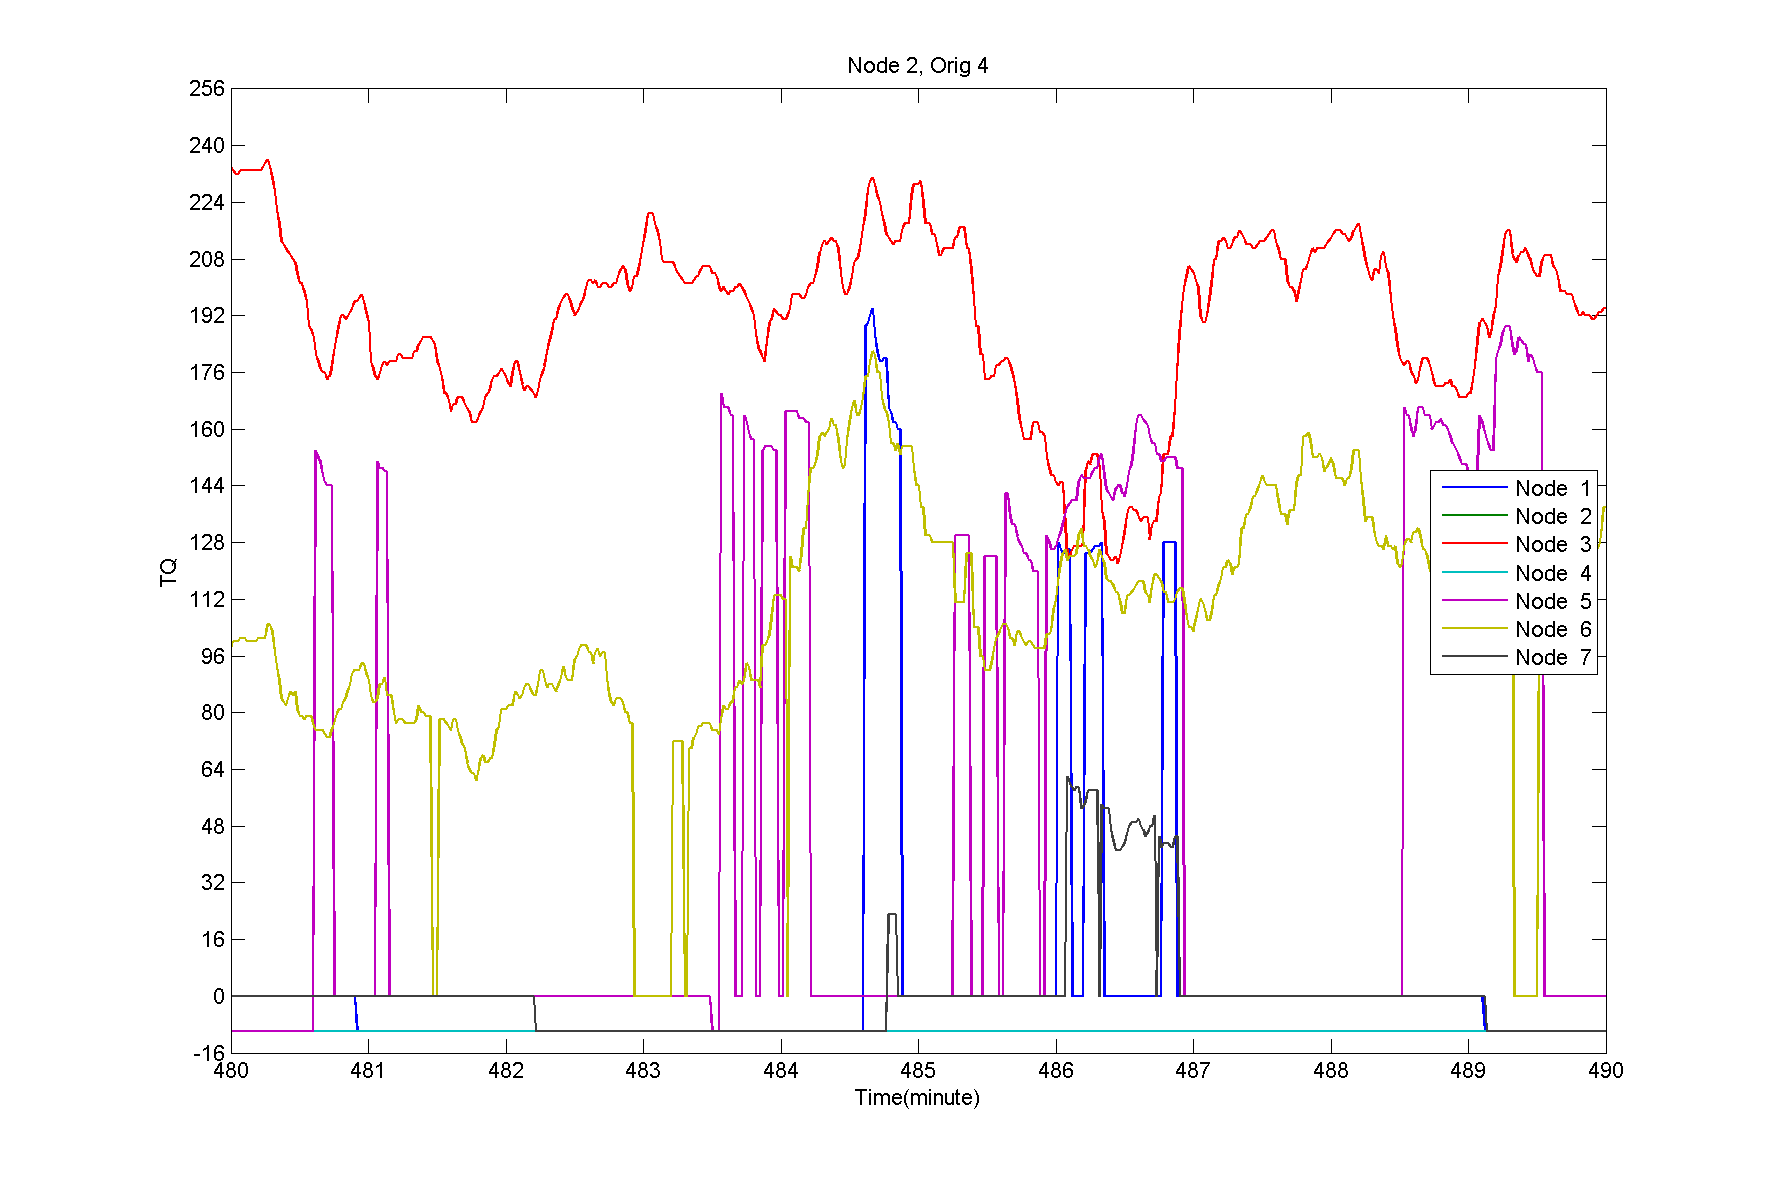 Node 2, Orig 4
256
240
224
208
192
176
160
144
128
112
96
80
64
48
32
16
0
-16
TQ
480 481 482 483 484 485 486 487 488 489 490
Time(minute)
Node 1
Node 2
Node 3
Node 4
Node 5
Node 6
Node 7